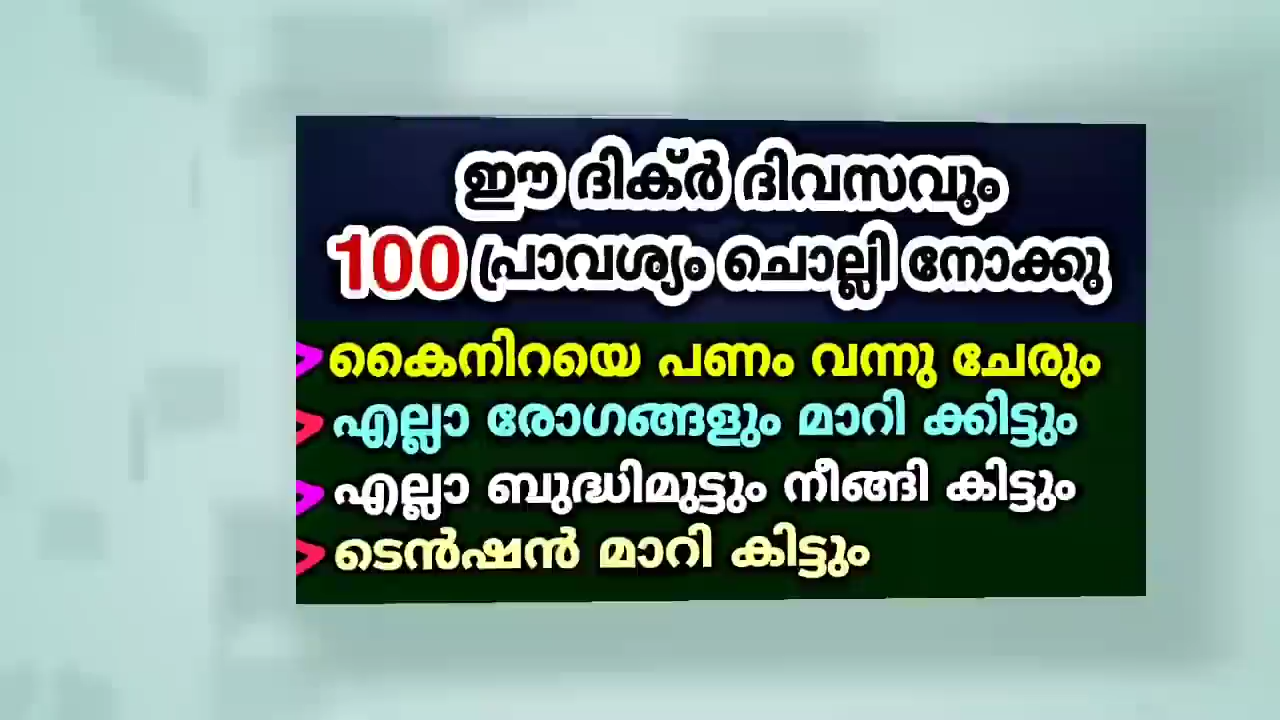 ഈ ദിക്ർ ദിവസവും
100 പ്രാവശ്യം ചൊല്ലി നോക്കു
കൈനിറയെ പണം വന്നു ചേരും
എല്ലാ രോഗങ്ങളും മാറി ക്കിട്ടും
എല്ലാ ബുദ്ധിമുട്ടും നീങ്ങി കിട്ടും
ടെൻഷൻ മാറി കിട്ടും